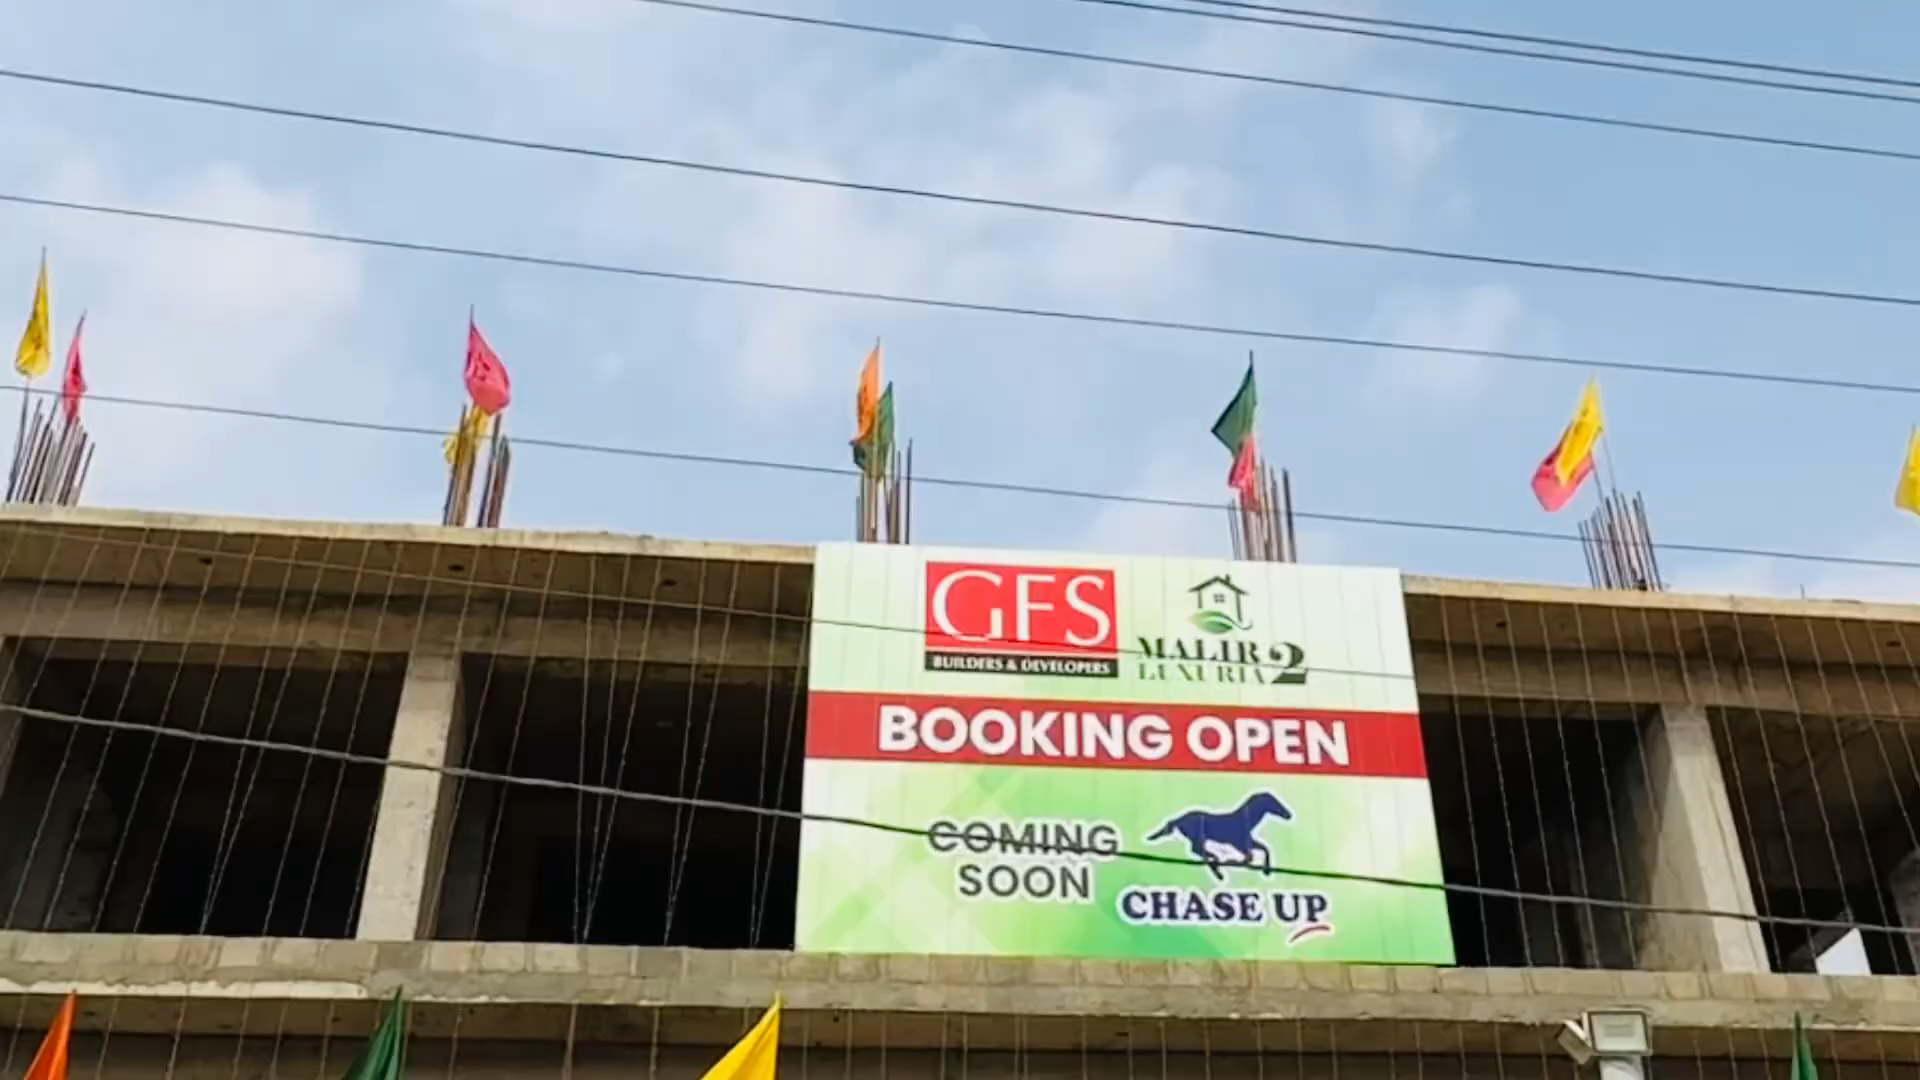 GFS
BUILDERS & DEVELOPERS
MALIR 2
LUXURIA
BOOKING OPEN
COMING
SOON
CHASE UP